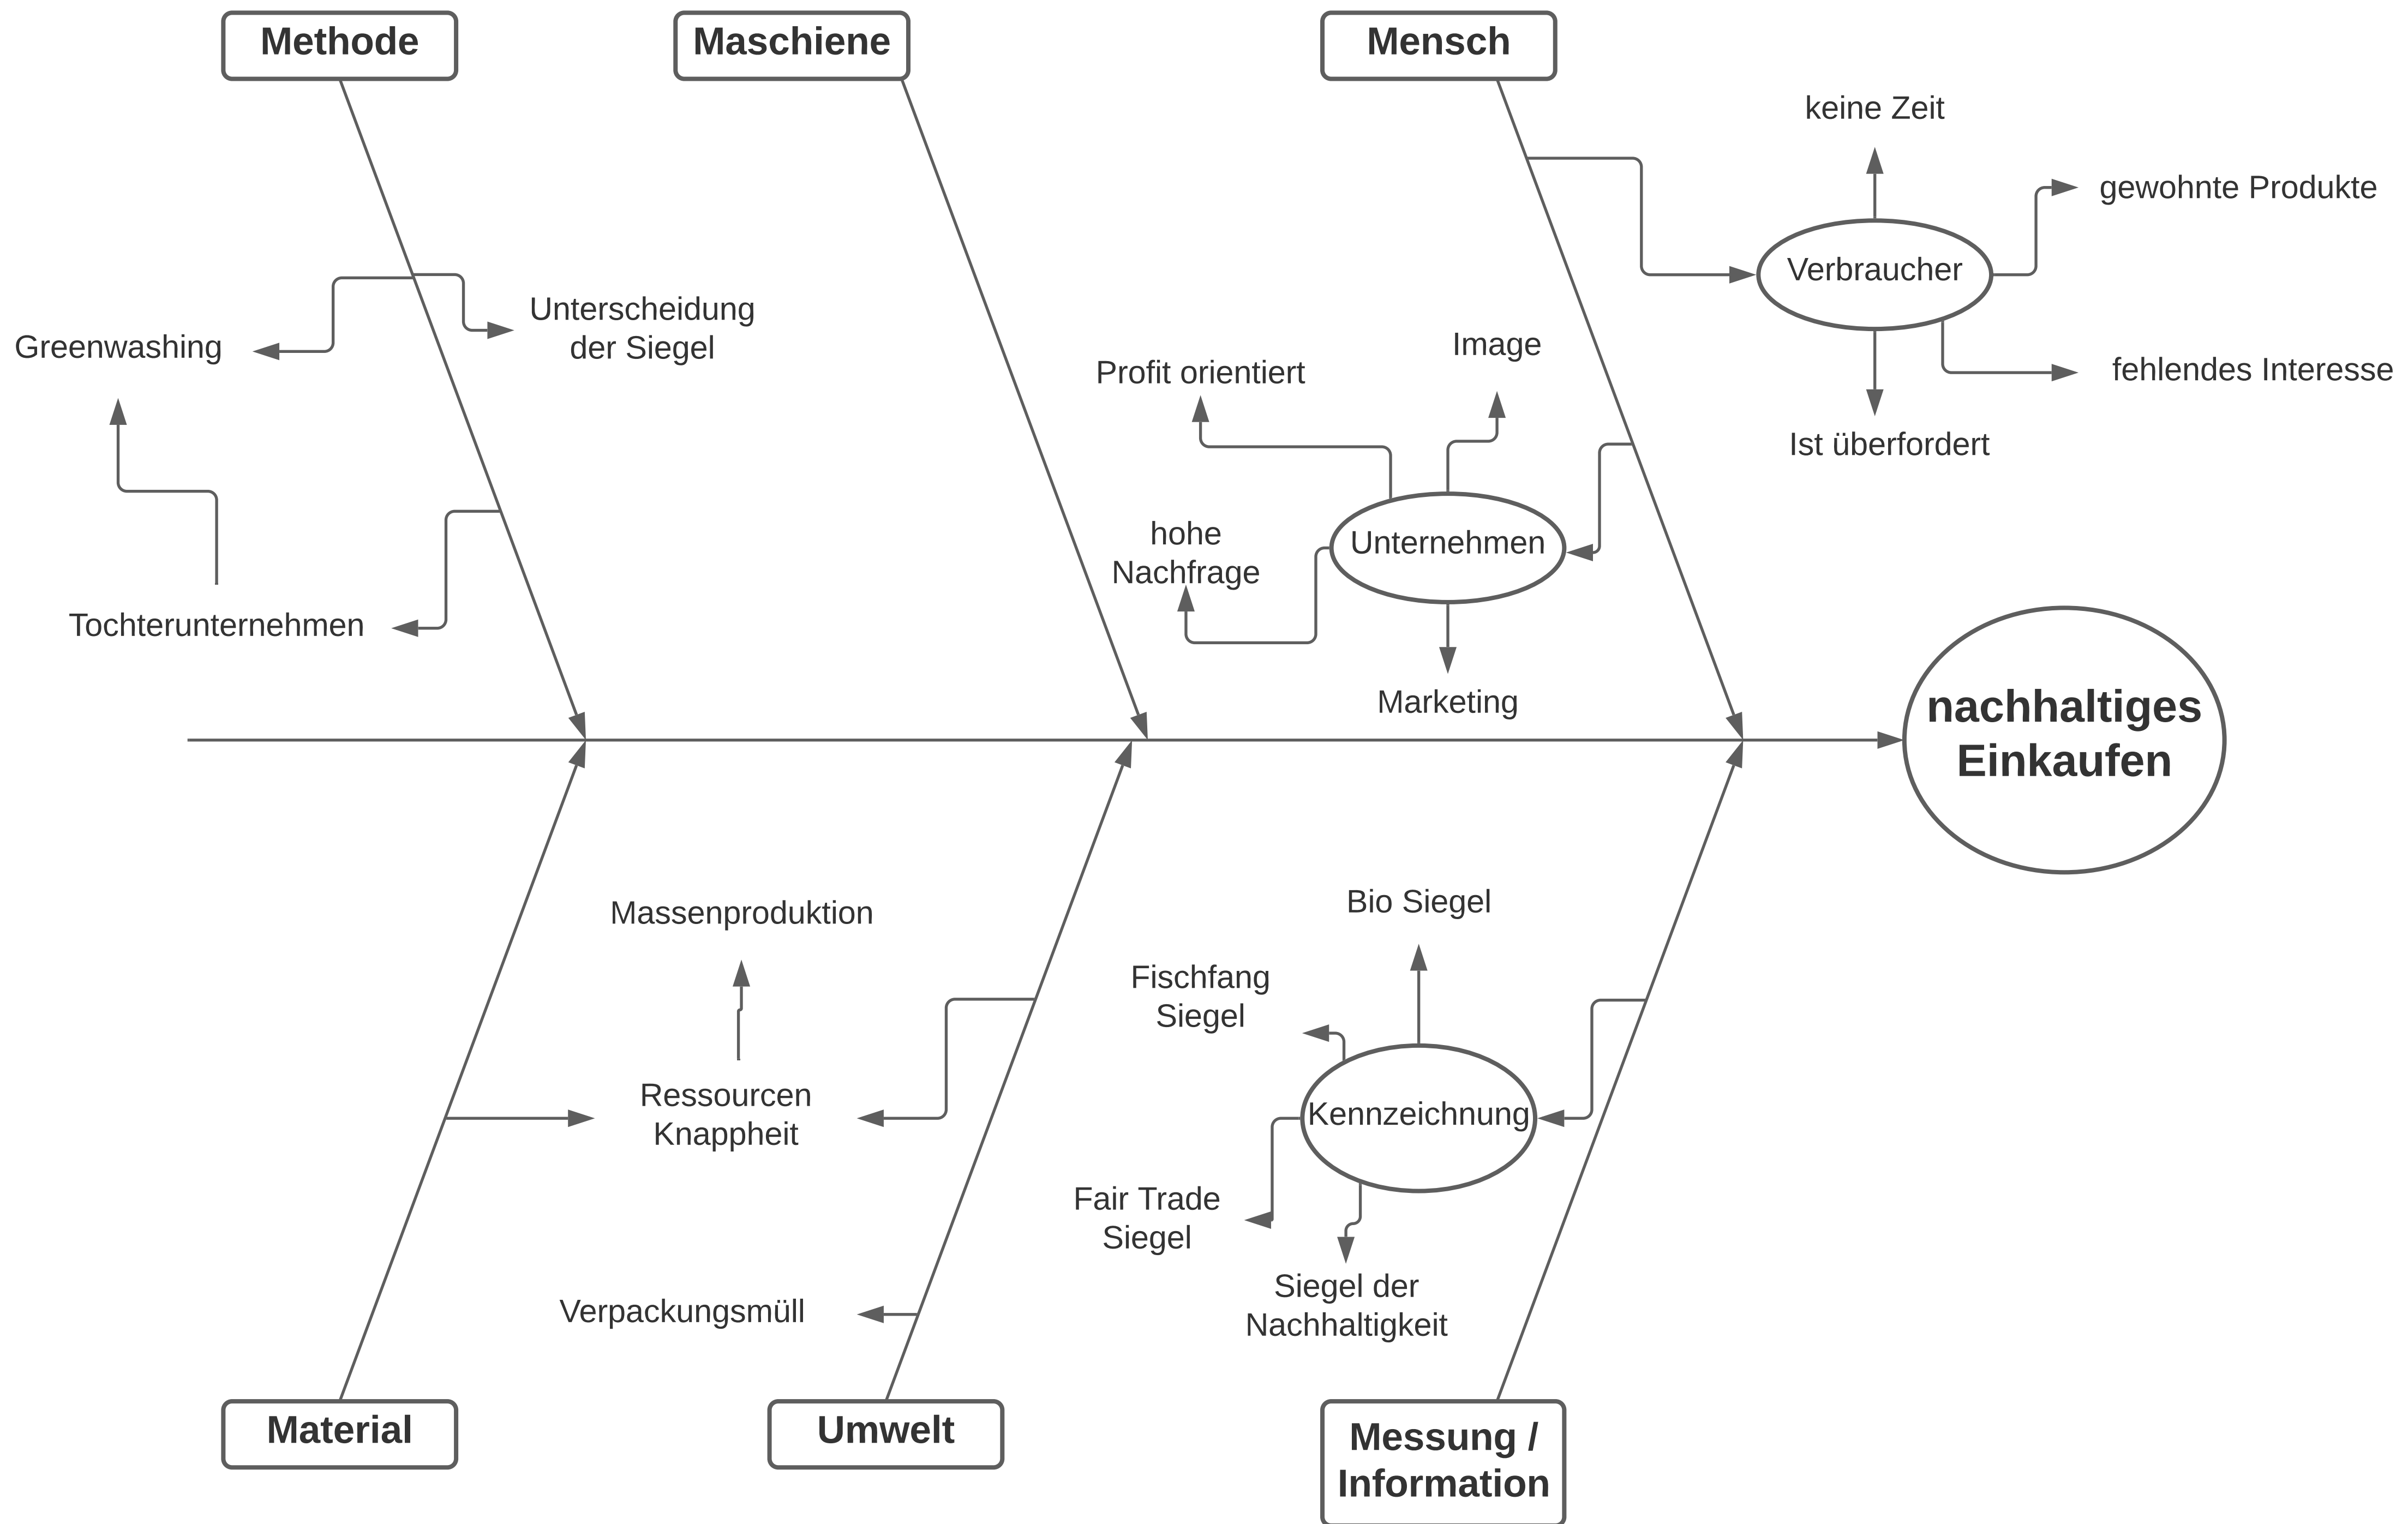 Methode
Maschiene
Mensch
keine Zeit
gewohnte Produkte
Verbraucher
fehlendes Interesse
Ist überfordert
Unterscheidung
der Siegel
Greenwashing
Tochterunternehmen
Image
Profit orientiert
hohe
Nachfrage
Unternehmen
Marketing
nachhaltiges
Einkaufen
Massenproduktion
Ressourcen
Knappheit
Verpackungsmüll
Bio Siegel
Fischfang
Siegel
Kennzeichnung
Fair Trade
Siegel
Siegel der
Nachhaltigkeit
Material
Umwelt
Messung /
Information